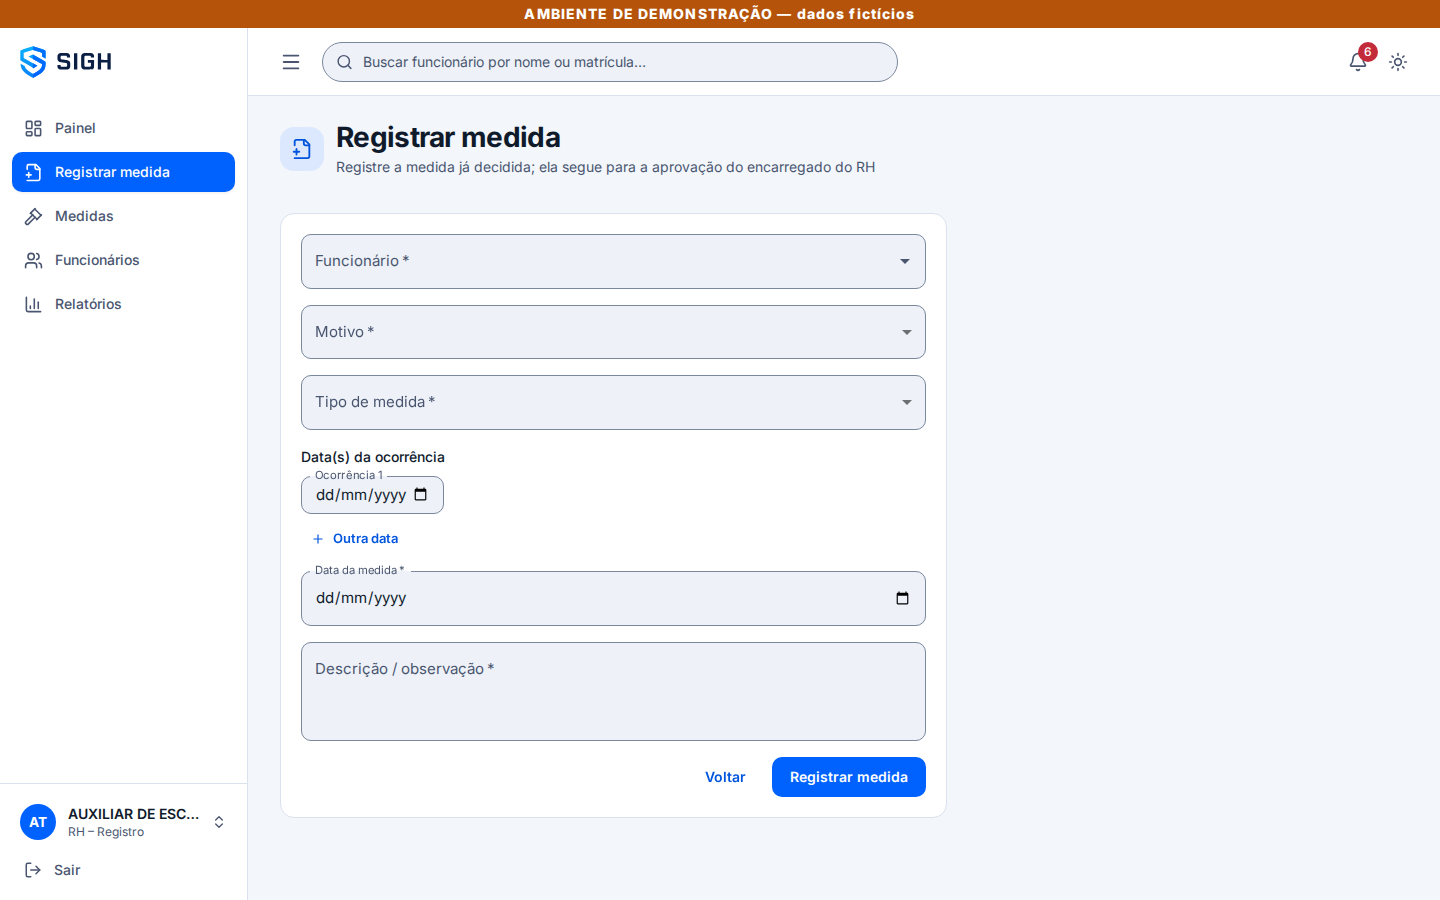 AMBIENTE DE DEMONSTRAÇÃO — dados fictícios
SIGH
Buscar funcionário por nome ou matrícula...
6
Painel
Registrar medida
Medidas
Funcionários
Relatórios
Registrar medida
Registre a medida já decidida; ela segue para a aprovação do encarregado do RH
Funcionário *
Motivo *
Tipo de medida *
Data(s) da ocorrência
Ocorrência 1
dd/mm/yyyy
Outra data
Data da medida *
dd/mm/yyyy
Descrição / observação *
Voltar
Registrar medida
AT
AUXILIAR DE ESC...
RH – Registro
Sair